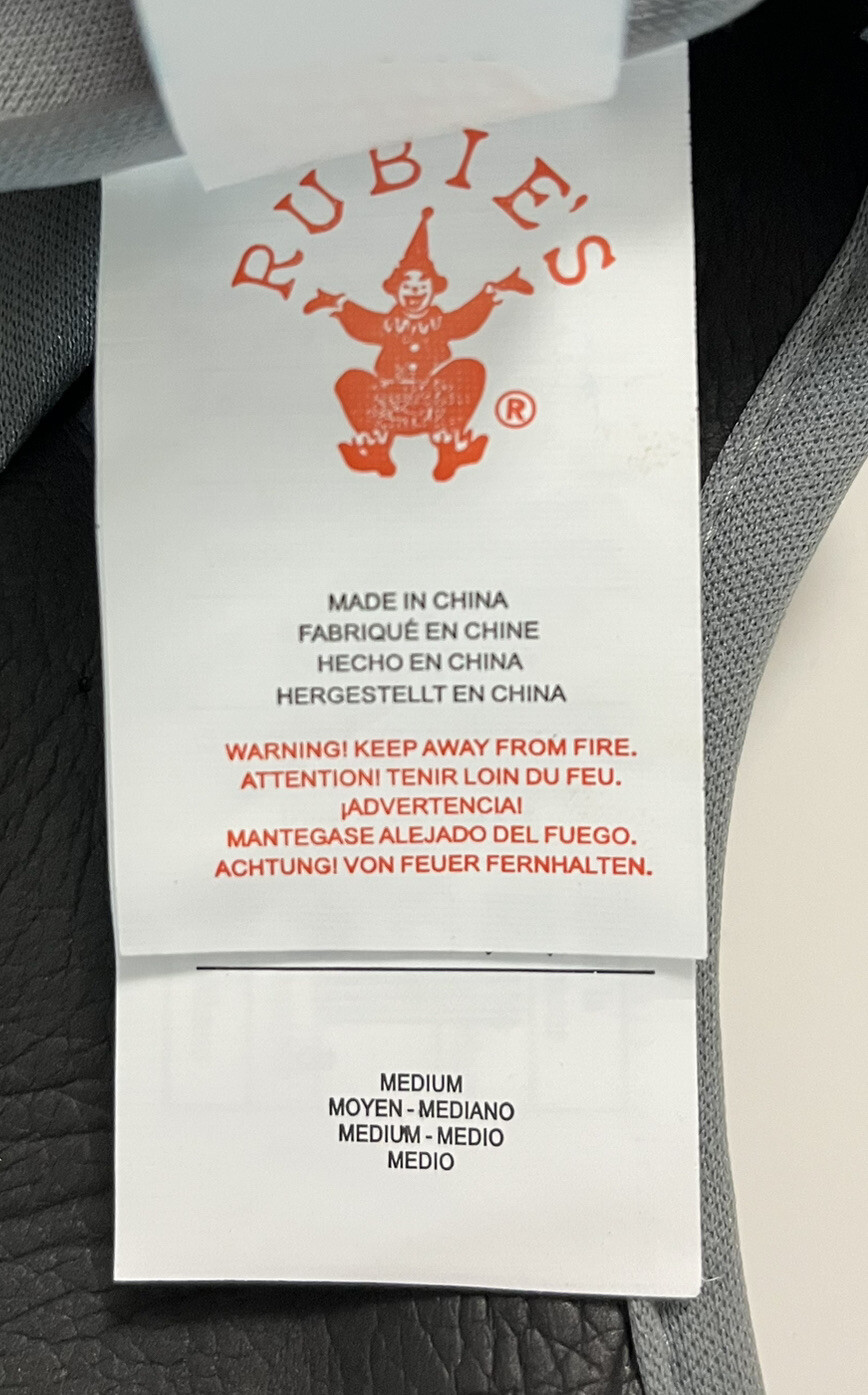 RUBIE'S
®
MADE IN CHINA
FABRIQUÉ EN CHINE
HECHO EN CHINA
HERGESTELLT EN CHINA
WARNING! KEEP AWAY FROM FIRE.
ATTENTION! TENIR LOIN DU FEU.
¡ADVERTENCIA!
MANTEGASE ALEJADO DEL FUEGO.
ACHTUNG! VON FEUER FERNHALTEN.
MEDIUM
MOYEN - MEDIANO
MEDIUM - MEDIO
MEDIO